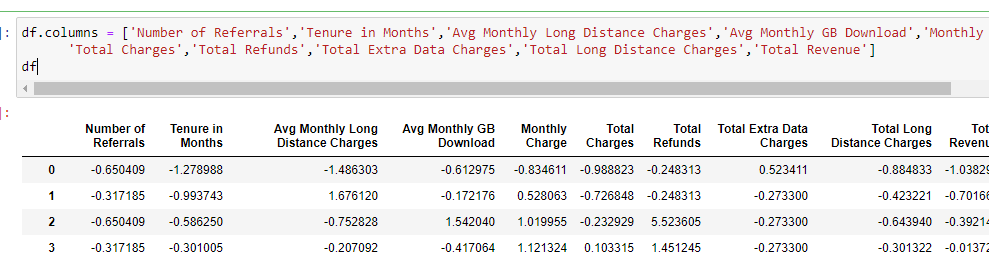 ]: df.columns = ['Number of Referrals','Tenure in Months','Avg Monthly Long Distance Charges','Avg Monthly GB Download','Monthly
'Total Charges','Total Refunds','Total Extra Data Charges','Total Long Distance Charges','Total Revenue']
df
]:
Number of Referrals Tenure in Months Avg Monthly Long Distance Charges Avg Monthly GB Download Monthly Charge Total Charges Total Refunds Total Extra Data Charges Total Long Distance Charges
0 -0.650409 -1.278988 -1.486303 -0.612975 -0.834611 -0.988823 -0.248313 0.523411 -0.884833 -1.03829
1 -0.317185 -0.993743 1.676120 -0.172176 0.528063 -0.726848 -0.248313 -0.273300 -0.423221 -0.70166
2 -0.650409 -0.586250 -0.752828 1.542040 1.019955 -0.232929 5.523605 -0.273300 -0.643940 -0.39214
3 -0.317185 -0.301005 -0.207092 -0.417064 1.121324 0.103315 1.451245 -0.273300 -0.301322 -0.01372